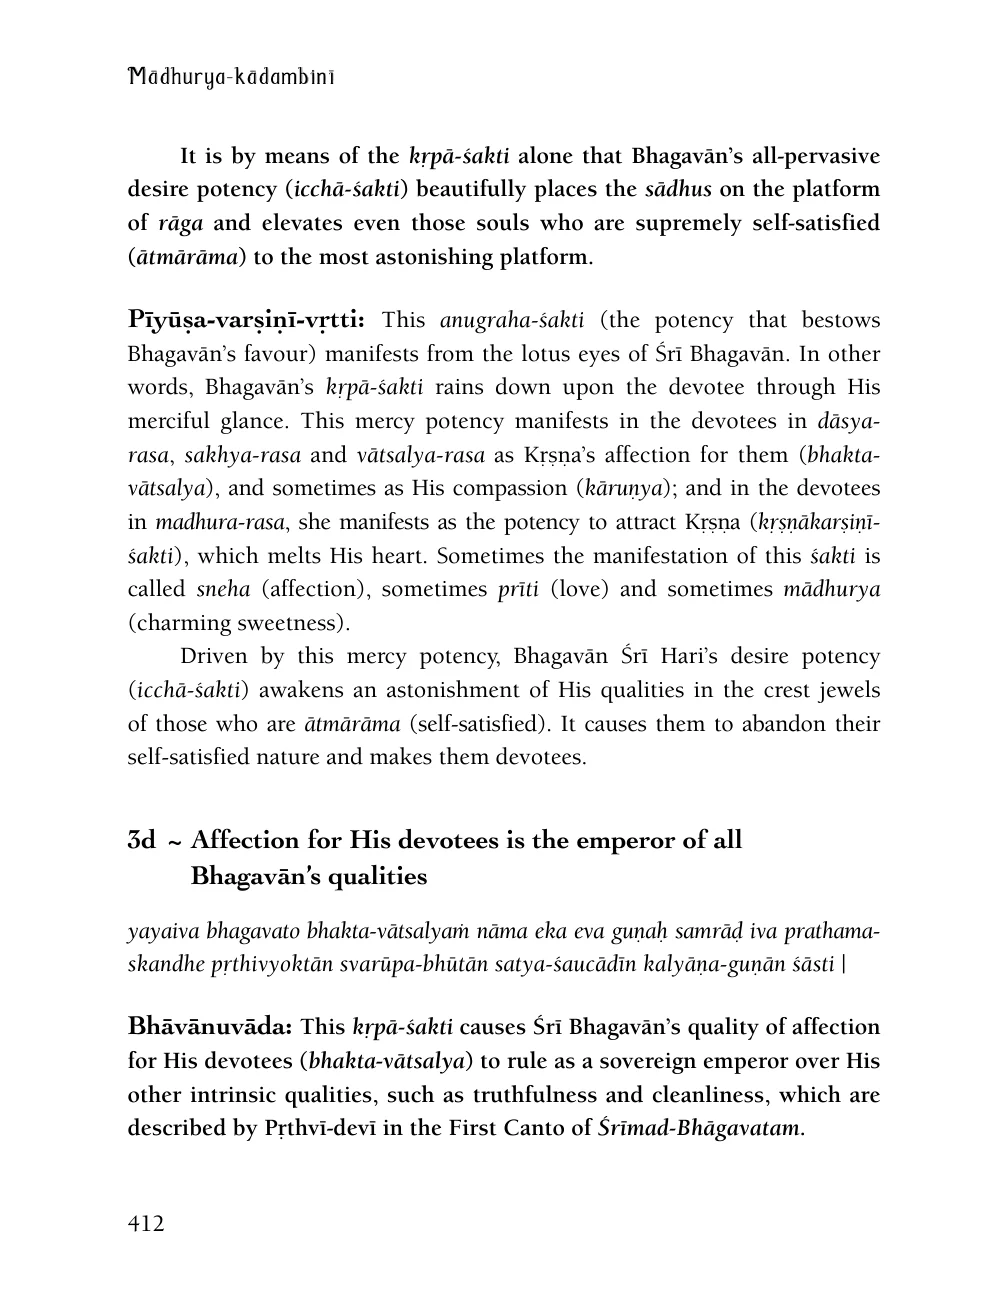 Mādhurya-kādambinī
It is by means of the kṛpā-śakti alone that Bhagavān’s all-pervasive
desire potency (icchā-śakti) beautifully places the sādhus on the platform
of rāga and elevates even those souls who are supremely self-satisfied
(ātmārāma) to the most astonishing platform.
Pīyūṣa-varṣiṇī-vṛtti: This anugraha-śakti (the potency that bestows
Bhagavān’s favour) manifests from the lotus eyes of Śrī Bhagavān. In other
words, Bhagavān’s kṛpā-śakti rains down upon the devotee through His
merciful glance. This mercy potency manifests in the devotees in dāsya-
rasa, sakhya-rasa and vātsalya-rasa as Kṛṣṇa’s affection for them (bhakta-
vātsalya), and sometimes as His compassion (kāruṇya); and in the devotees
in madhura-rasa, she manifests as the potency to attract Kṛṣṇa (kṛṣṇākarṣiṇī-
śakti), which melts His heart. Sometimes the manifestation of this śakti is
called sneha (affection), sometimes prīti (love) and sometimes mādhurya
(charming sweetness).
Driven by this mercy potency, Bhagavān Śrī Hari’s desire potency
(icchā-śakti) awakens an astonishment of His qualities in the crest jewels
of those who are ātmārāma (self-satisfied). It causes them to abandon their
self-satisfied nature and makes them devotees.
3d ~ Affection for His devotees is the emperor of all
Bhagavān’s qualities
yayaiva bhagavato bhakta-vātsalyaṁ nāma eka eva guṇaḥ samrāḍ iva prathama-
skandhe pṛthivyoktān svarūpa-bhūtān satya-śaucādīn kalyāṇa-guṇān śāsti |
Bhāvānuvāda: This kṛpā-śakti causes Śrī Bhagavān’s quality of affection
for His devotees (bhakta-vātsalya) to rule as a sovereign emperor over His
other intrinsic qualities, such as truthfulness and cleanliness, which are
described by Pṛthvī-devī in the First Canto of Śrīmad-Bhāgavatam.
412